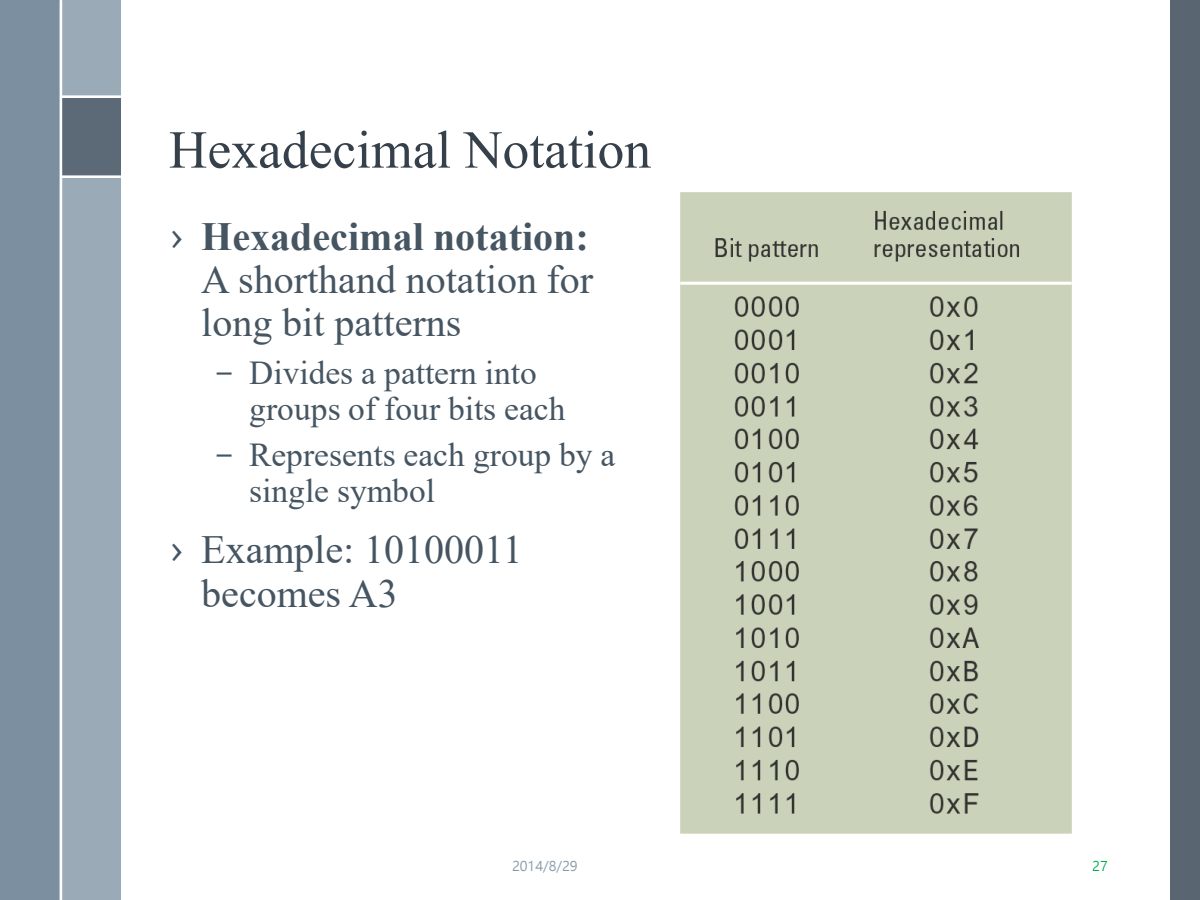 Hexadecimal Notation
› Hexadecimal notation:
A shorthand notation for
long bit patterns
– Divides a pattern into
groups of four bits each
– Represents each group by a
single symbol
› Example: 10100011
becomes A3
Hexadecimal
Bit pattern representation
0000 0x0
0001 0x1
0010 0x2
0011 0x3
0100 0x4
0101 0x5
0110 0x6
0111 0x7
1000 0x8
1001 0x9
1010 0xA
1011 0xB
1100 0xC
1101 0xD
1110 0xE
1111 0xF
2014/8/29
27